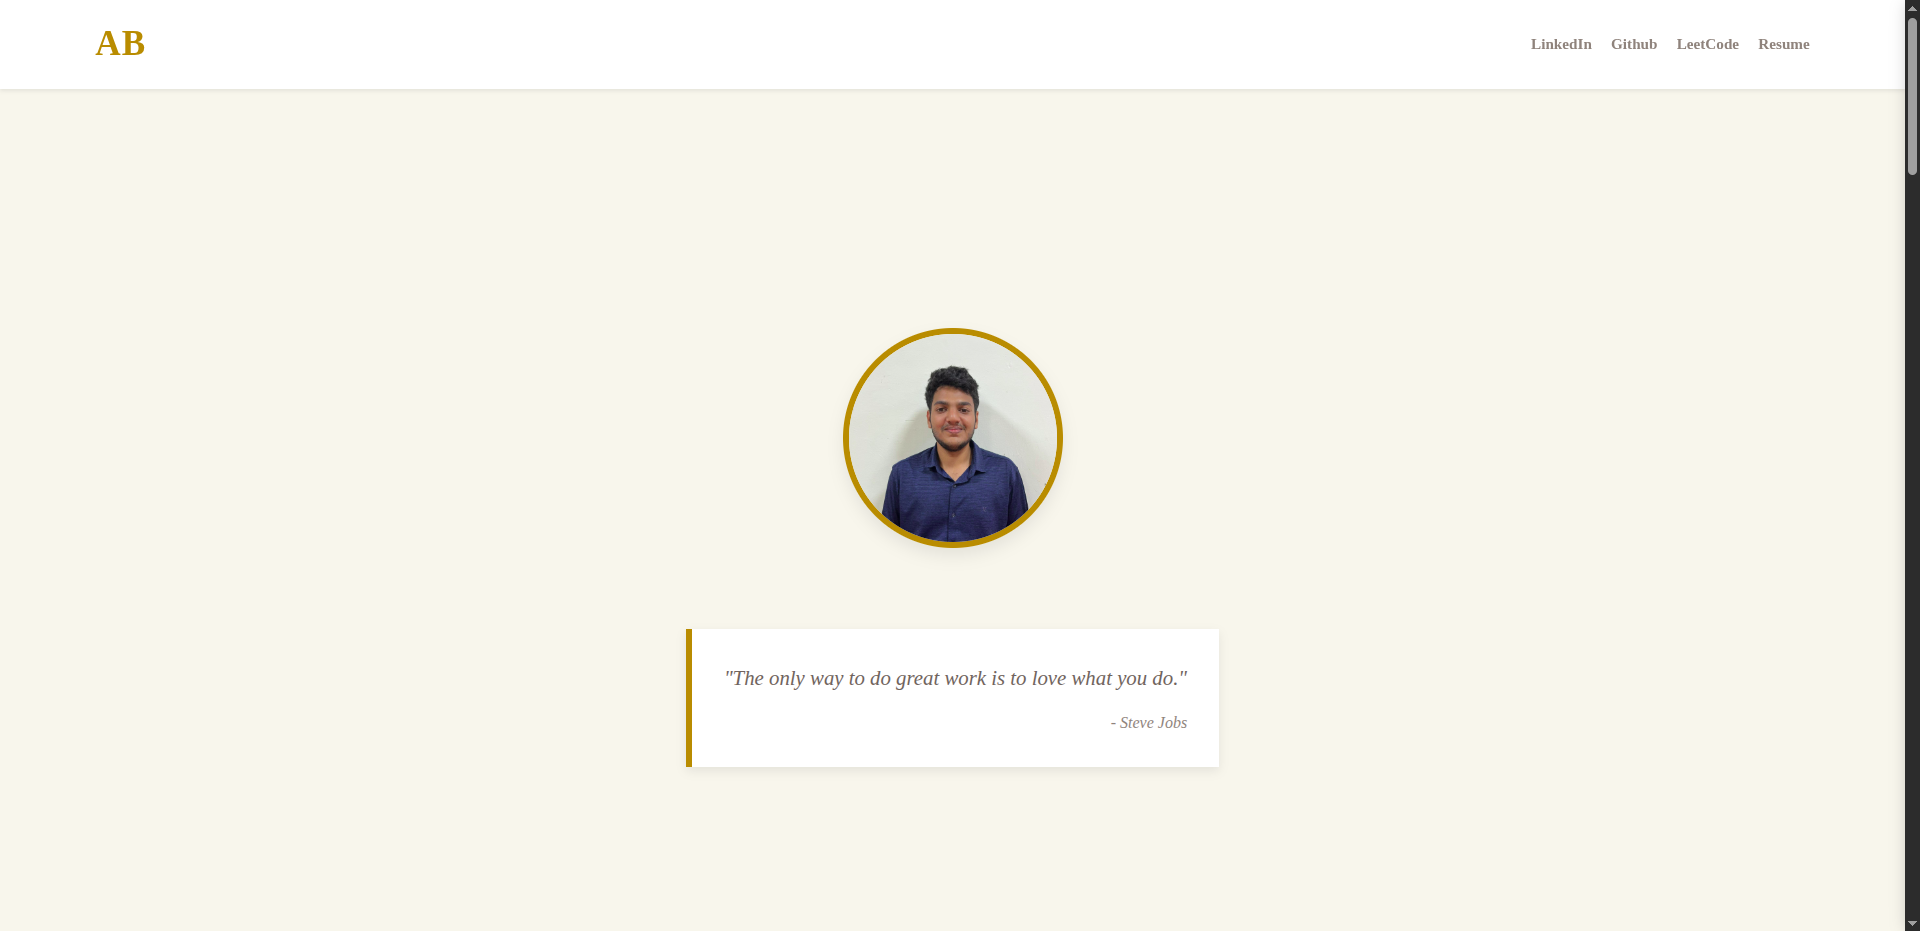 AB
LinkedIn Github LeetCode Resume
"The only way to do great work is to love what you do."
- Steve Jobs